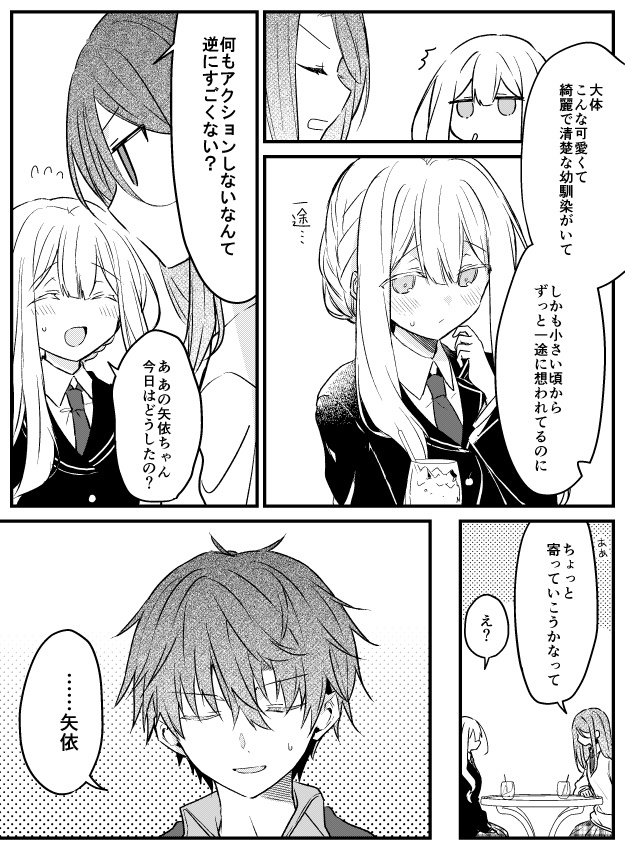 大体
こんな可愛くて
綺麗で清楚な幼馴染がいて
しかも小さい頃から
ずっと一途に想われてるのに
一途…
何もアクションしないなんて
逆にすごくない？
あ あの矢依ちゃん
今日はどうしたの？
ああ
ちょっと
寄っていこうかなって
え？
……矢依